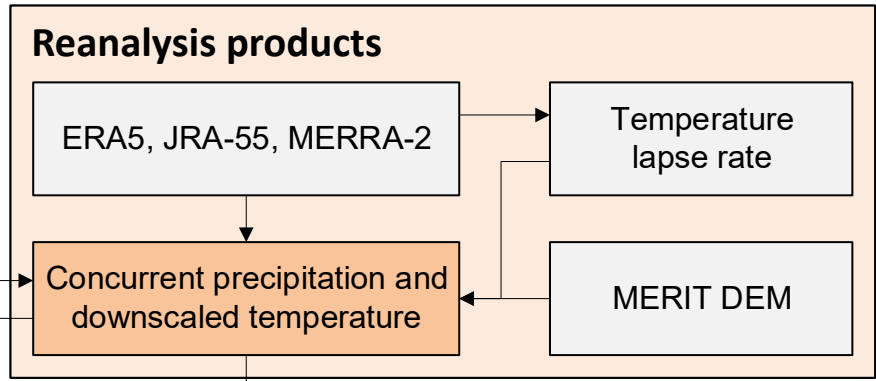 Reanalysis products
ERA5, JRA-55, MERRA-2
Temperature
lapse rate
Concurrent precipitation and
downscaled temperature
MERIT DEM